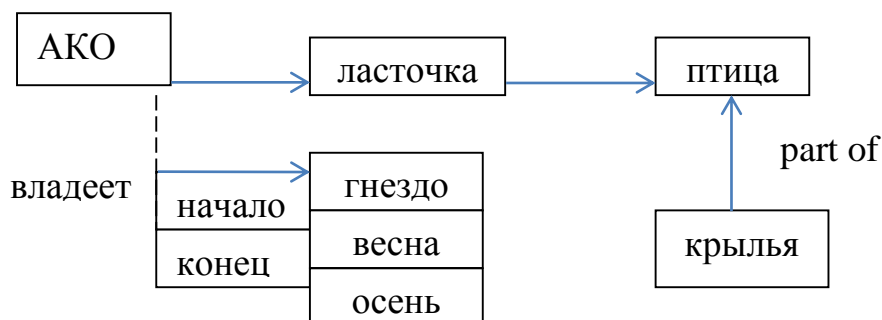 АКО
ласточка
птица
part of
владеет
гнездо
начало
весна
крылья
конец
осень